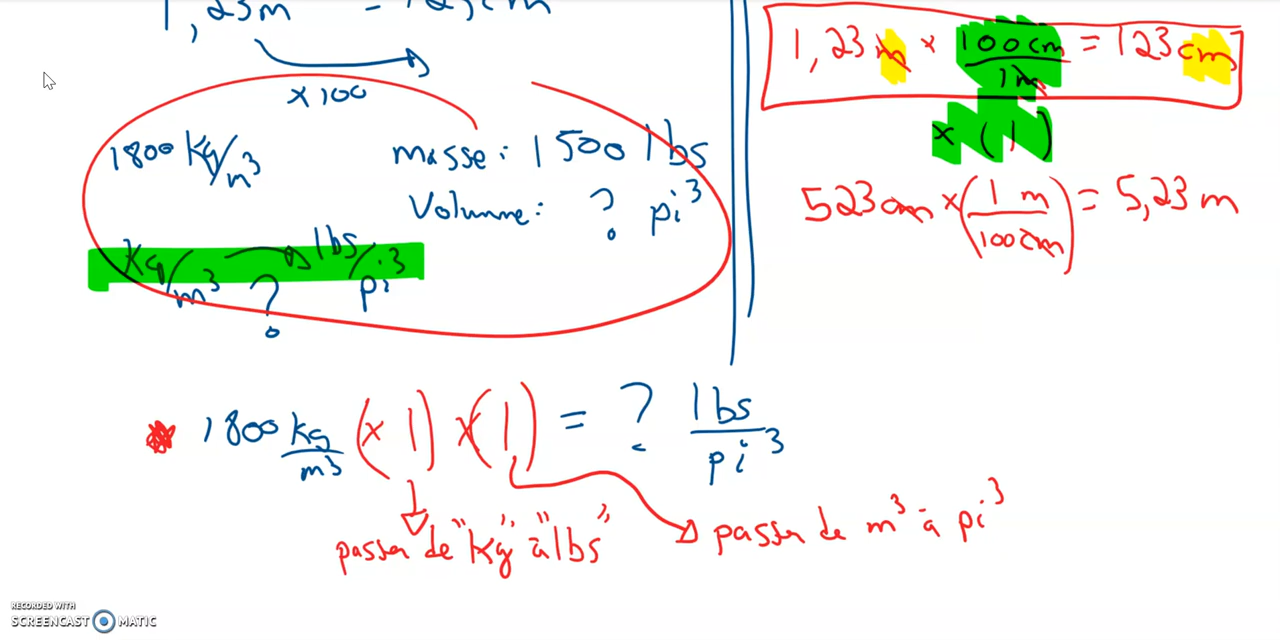 1,23m = 123cm
x 100
1800 kg/m³
masse: 1500 lbs
Volume: ? pi³
kg/m³ → lbs/pi³
?
1,23 m x 100 cm/1m = 123 cm
x (1)
523 cm x (1 m/100 cm) = 5,23 m
1800 kg/m³ (x 1) x (1) = ? lbs/pi³
passer de "kg" à "lbs"
passer de m³ à pi³
RECORDED WITH
SCREENCAST MATIC